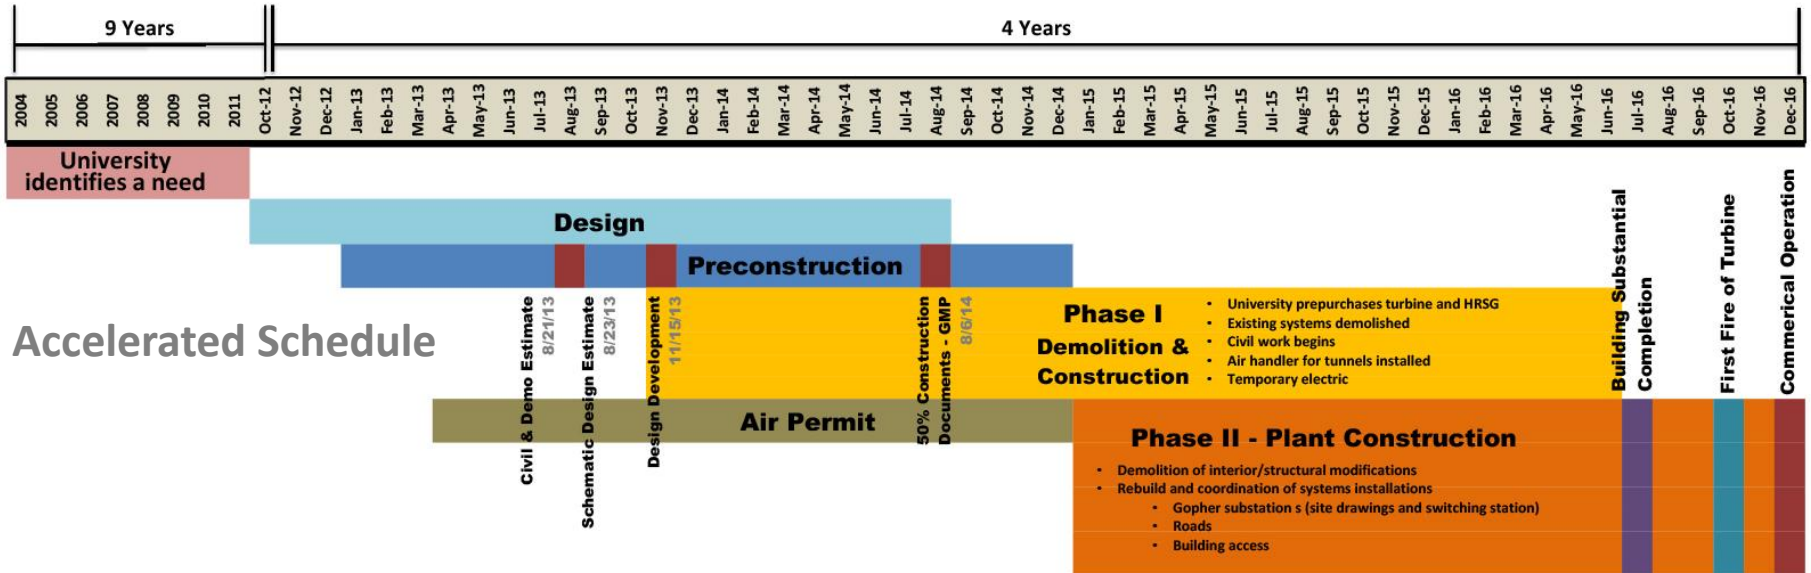 9 Years
4 Years
2004
2005
2006
2007
2008
2009
2010
2011
Oct-12
Nov-12
Dec-12
Jan-13
Feb-13
Mar-13
Apr-13
May-13
Jun-13
Jul-13
Aug-13
Sep-13
Oct-13
Nov-13
Dec-13
Jan-14
Feb-14
Mar-14
Apr-14
May-14
Jun-14
Jul-14
Aug-14
Sep-14
Oct-14
Nov-14
Dec-14
Jan-15
Feb-15
Mar-15
Apr-15
May-15
Jun-15
Jul-15
Aug-15
Sep-15
Oct-15
Nov-15
Dec-15
Jan-16
Feb-16
Mar-16
Apr-16
May-16
Jun-16
Jul-16
Aug-16
Sep-16
Oct-16
Nov-16
Dec-16
University
identifies a need
Design
Preconstruction
Accelerated Schedule
Civil & Demo Estimate
8/21/13
Schematic Design Estimate
8/23/13
Design Development
11/15/13
50% Construction
Documents - GMP
8/6/14
Phase I
Demolition &
Construction
• University prepurchases turbine and HRSG
• Existing systems demolished
• Civil work begins
• Air handler for tunnels installed
• Temporary electric
Building Substantial
Completion
First Fire of Turbine
Commerical Operation
Air Permit
Phase II - Plant Construction
• Demolition of interior/structural modifications
• Rebuild and coordination of systems installations
• Gopher substation s (site drawings and switching station)
• Roads
• Building access